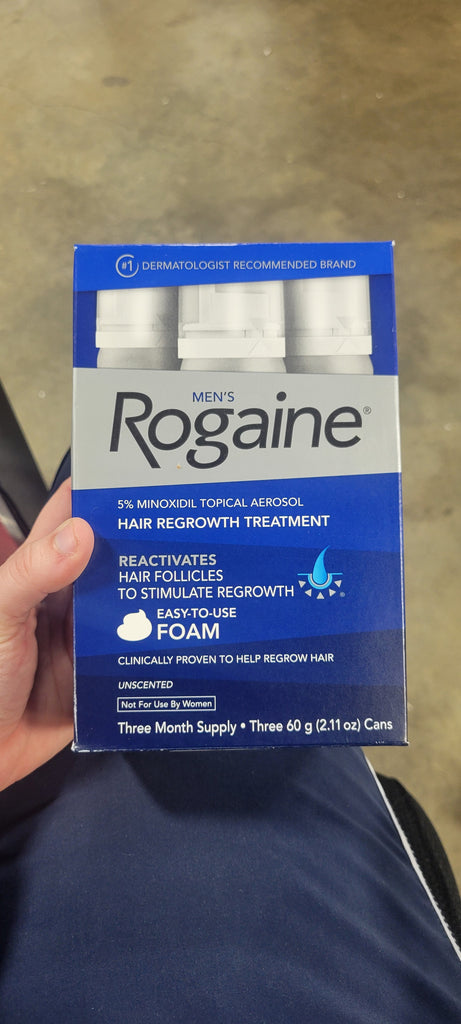 #1 DERMATOLOGIST RECOMMENDED BRAND
MEN'S
Rogaine®
5% MINOXIDIL TOPICAL AEROSOL
HAIR REGROWTH TREATMENT
REACTIVATES
HAIR FOLLICLES
TO STIMULATE REGROWTH
®
EASY-TO-USE
FOAM
CLINICALLY PROVEN TO HELP REGROW HAIR
UNSCENTED
Not For Use By Women
Three Month Supply • Three 60 g (2.11 oz) Cans